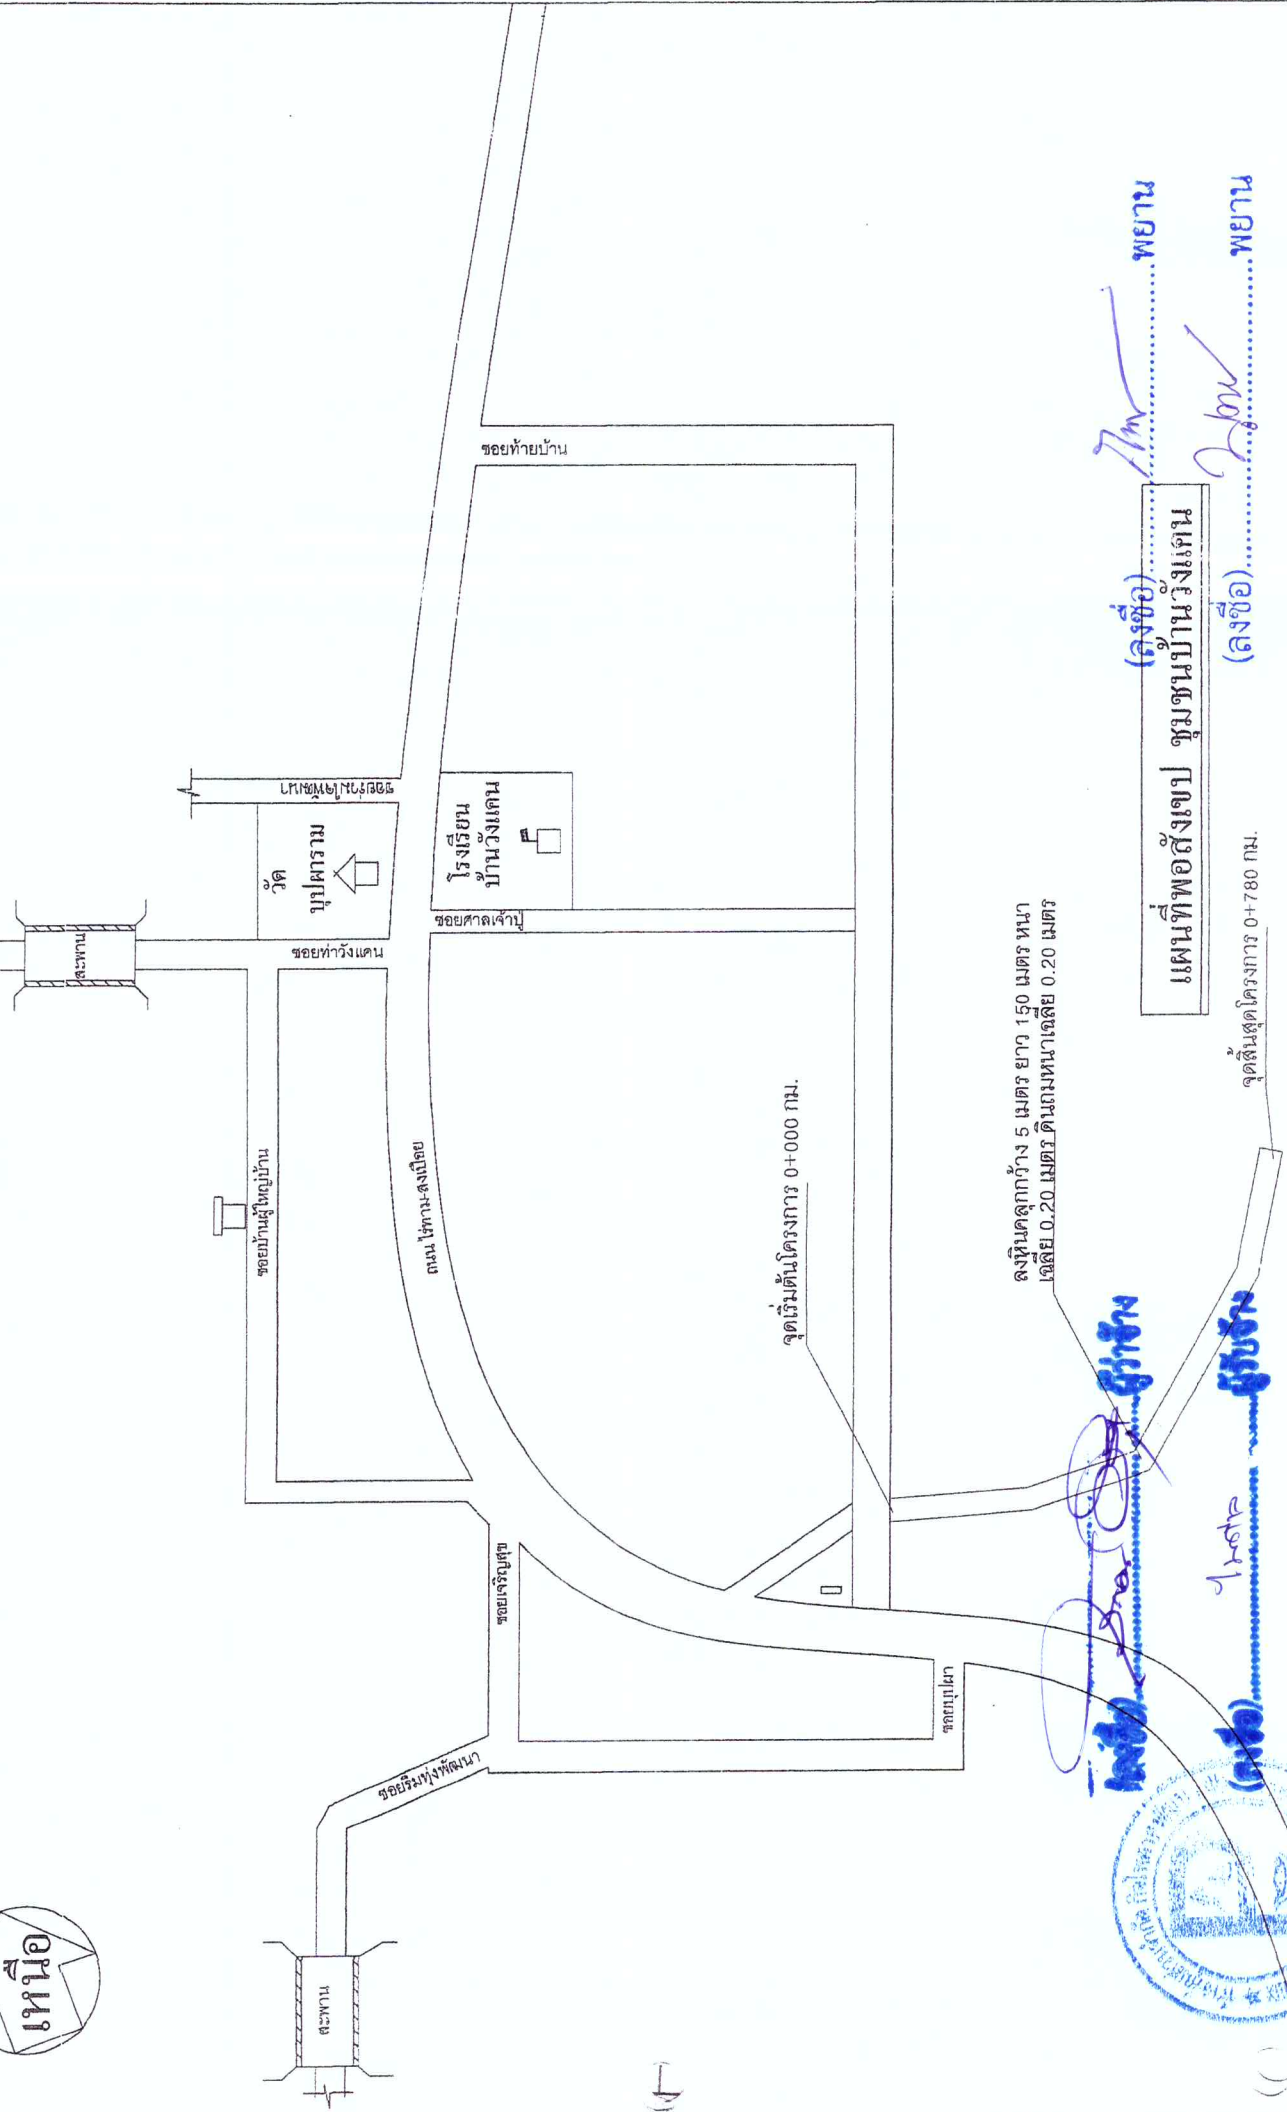 เหนือ
สะพาน
ซอยริมทุ่งพัฒนา
ซอยเจริญสุข
ซอยบุปผา
ซอยบ้านผู้ใหญ่บ้าน
ถนน ไร่ทาม-สงเปือย
สะพาน
ซอยท่าวังแคน
วัด
บุปผาราม
ซอยศาลเจ้าปู่
โรงเรียน
บ้านวังแคน
ซอยท้ายบ้าน
จุดเริ่มต้นโครงการ 0+000 กม.
ลงหินคลุกกว้าง 5 เมตร ยาว 150 เมตร หนา
เฉลี่ย 0.20 เมตร ดินถมหนาเฉลี่ย 0.20 เมตร
จุดสิ้นสุดโครงการ 0+780 กม.
แผนที่พอสังเขป ชุมชนบ้านวังแคน
(ลงชื่อ)..............................พยาน
(ลงชื่อ)..............................พยาน
(ลงชื่อ)..............................ผู้ว่าจ้าง
(ลงชื่อ)..............................ผู้รับจ้าง